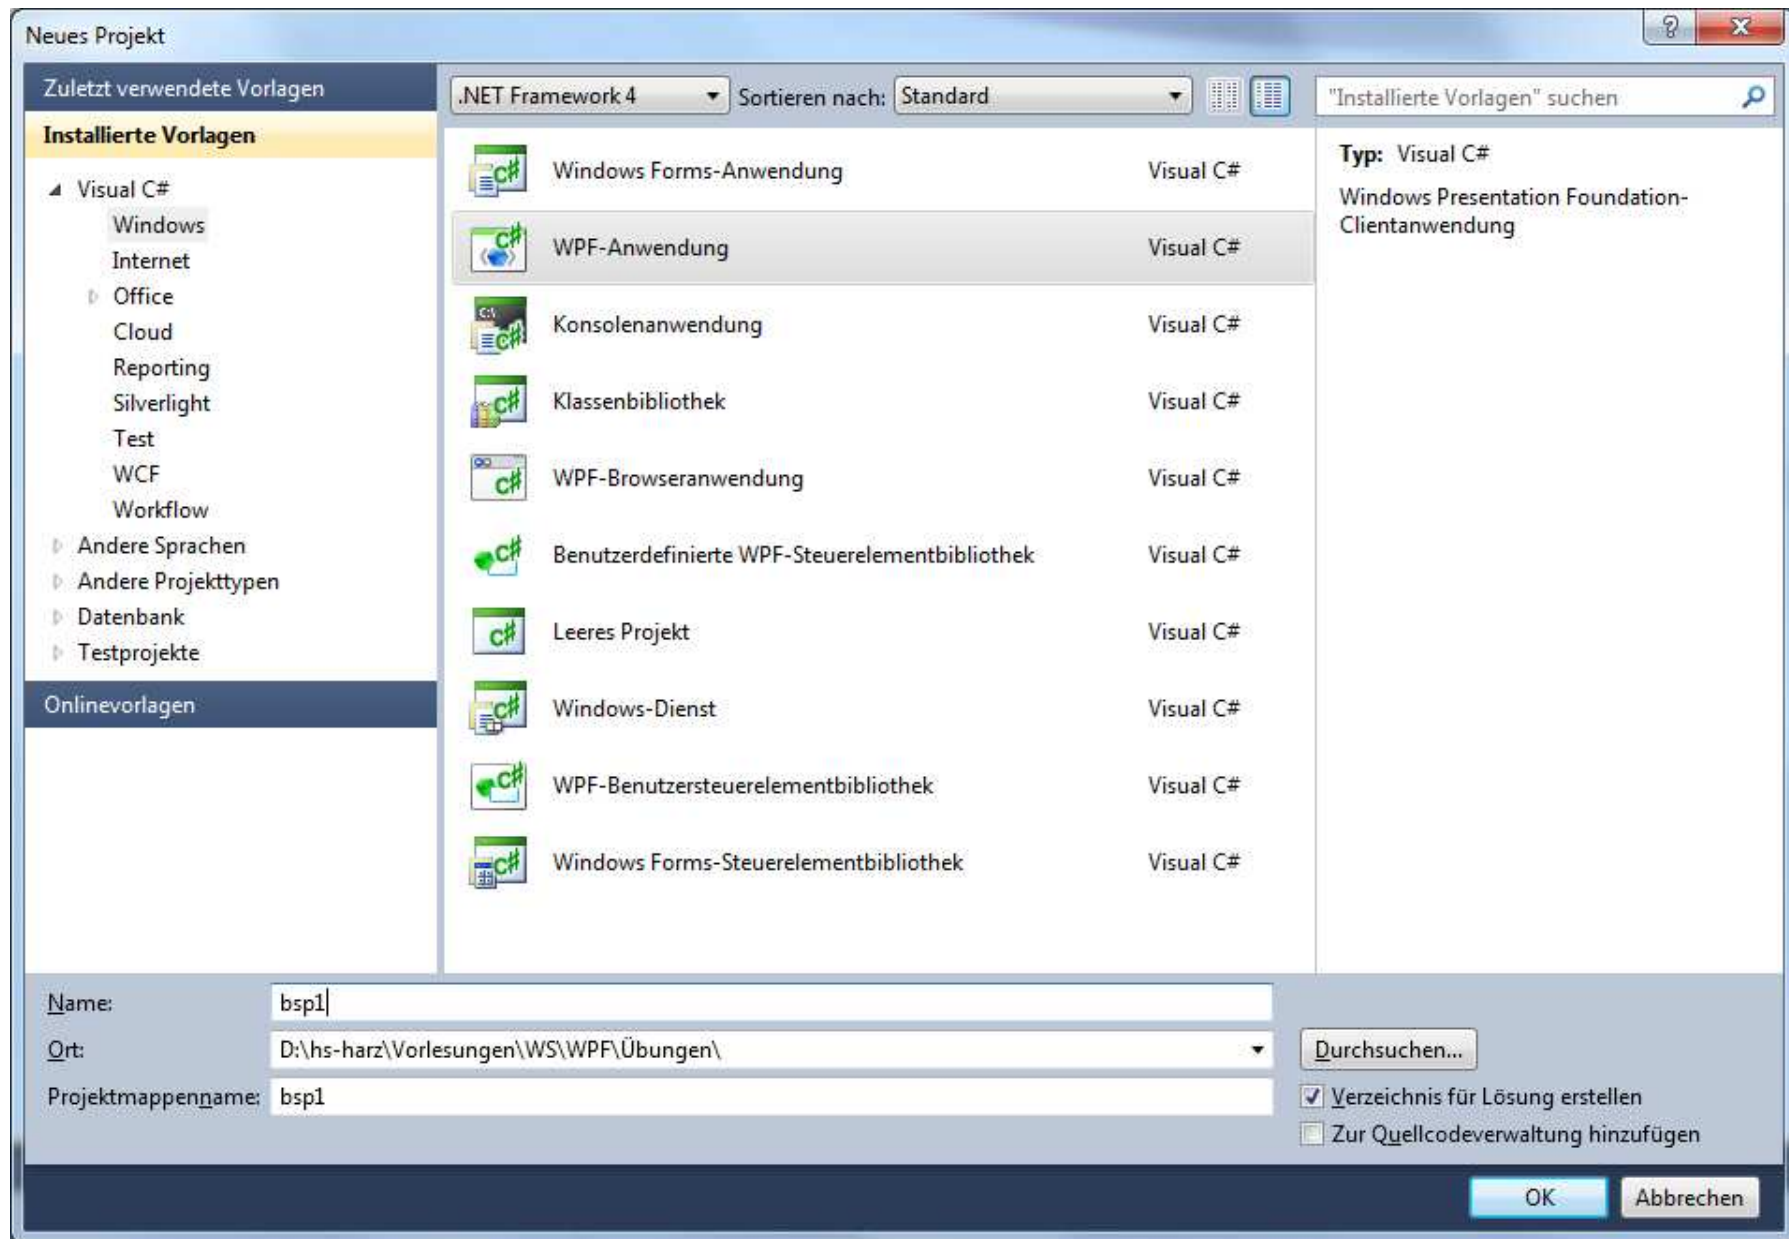 Neues Projekt
Zuletzt verwendete Vorlagen
Installierte Vorlagen
Visual C#
Windows
Internet
Office
Cloud
Reporting
Silverlight
Test
WCF
Workflow
Andere Sprachen
Andere Projekttypen
Datenbank
Testprojekte
Onlinevorlagen
.NET Framework 4 Sortieren nach: Standard
Windows Forms-Anwendung Visual C#
WPF-Anwendung Visual C#
Konsolenanwendung Visual C#
Klassenbibliothek Visual C#
WPF-Browseranwendung Visual C#
Benutzerdefinierte WPF-Steuerelementbibliothek Visual C#
Leeres Projekt Visual C#
Windows-Dienst Visual C#
WPF-Benutzersteuerelementbibliothek Visual C#
Windows Forms-Steuerelementbibliothek Visual C#
"Installierte Vorlagen" suchen
Typ: Visual C#
Windows Presentation Foundation-
Clientanwendung
Name: bsp1
Ort: D:\hs-harz\Vorlesungen\WS\WPF\Übungen\
Durchsuchen...
Projektmappenname: bsp1
Verzeichnis für Lösung erstellen
Zur Quellcodeverwaltung hinzufügen
OK Abbrechen